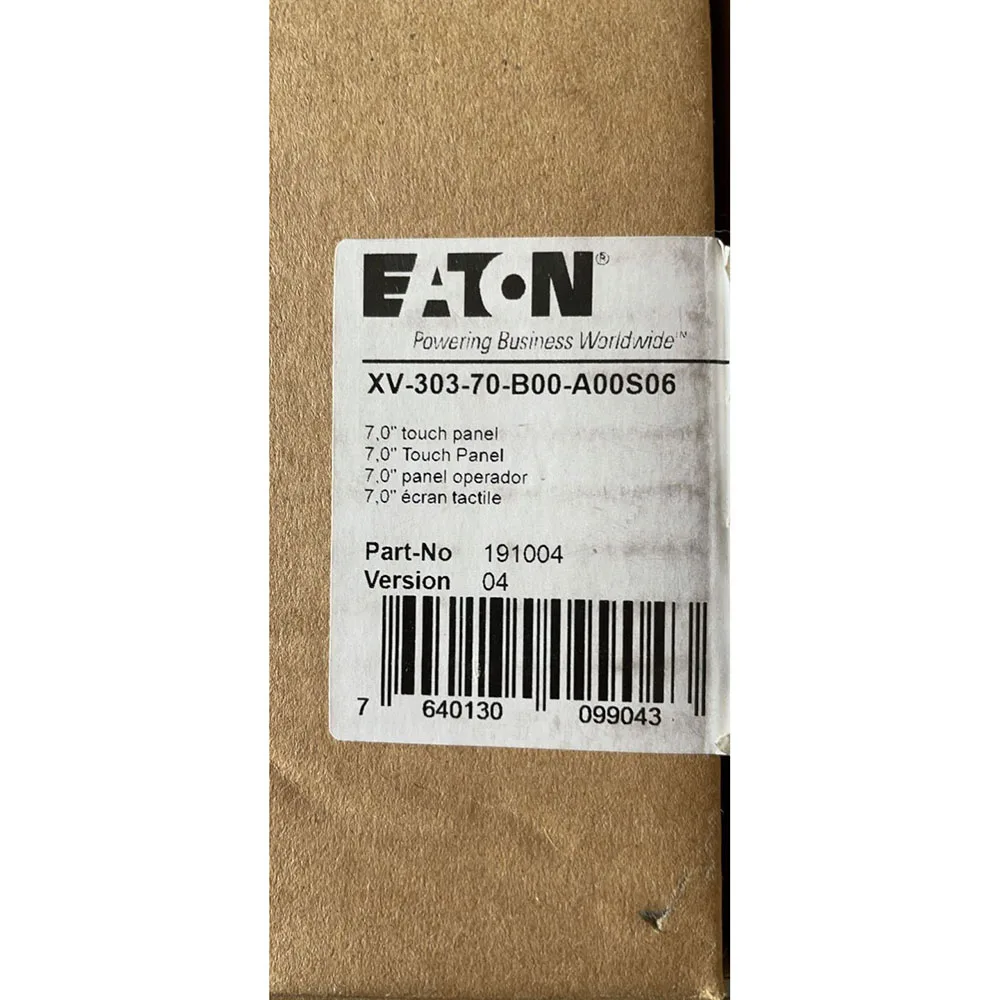 EATON®
Powering Business Worldwide™
XV-303-70-B00-A00S06
7,0" touch panel
7,0" Touch Panel
7,0" panel operador
7,0" écran tactile
Part-No 191004
Version 04
7 640130 099043